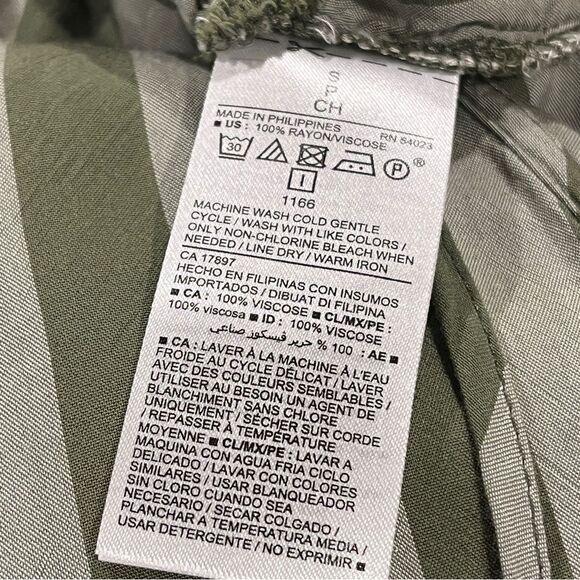 S
P
CH
MADE IN PHILIPPINES RN 54023
■ US : 100% RAYON/VISCOSE
30 P ®
I
1166
MACHINE WASH COLD GENTLE
CYCLE / WASH WITH LIKE COLORS /
ONLY NON-CHLORINE BLEACH WHEN
NEEDED / LINE DRY / WARM IRON
CA 17897
HECHO EN FILIPINAS CON INSUMOS
IMPORTADOS / DIBUAT DI FILIPINA
■ CA : 100% VISCOSE ■ CL/MX/PE :
100% VISCOSE ■ ID : 100% viscosa
■ AE : 100 % حرير فيسكوز صناعي
■ CA : LAVER À LA MACHINE À L'EAU
FROIDE AU CYCLE DÉLICAT / LAVER
AVEC DES COULEURS SEMBLABLES /
UTILISER AU BESOIN UN AGENT DE
BLANCHIMENT SANS CHLORE
UNIQUEMENT / SÉCHER SUR CORDE
/ REPASSER À TEMPÉRATURE
MOYENNE ■ CL/MX/PE : LAVAR A
MAQUINA CON AGUA FRIA CICLO
DELICADO / LAVAR CON COLORES
SIMILARES / USAR BLANQUEADOR
SIN CLORO CUANDO SEA
NECESARIO / SECAR COLGADO /
PLANCHAR A TEMPERATURA MEDIA /
USAR DETERGENTE / NO EXPRIMIR ■